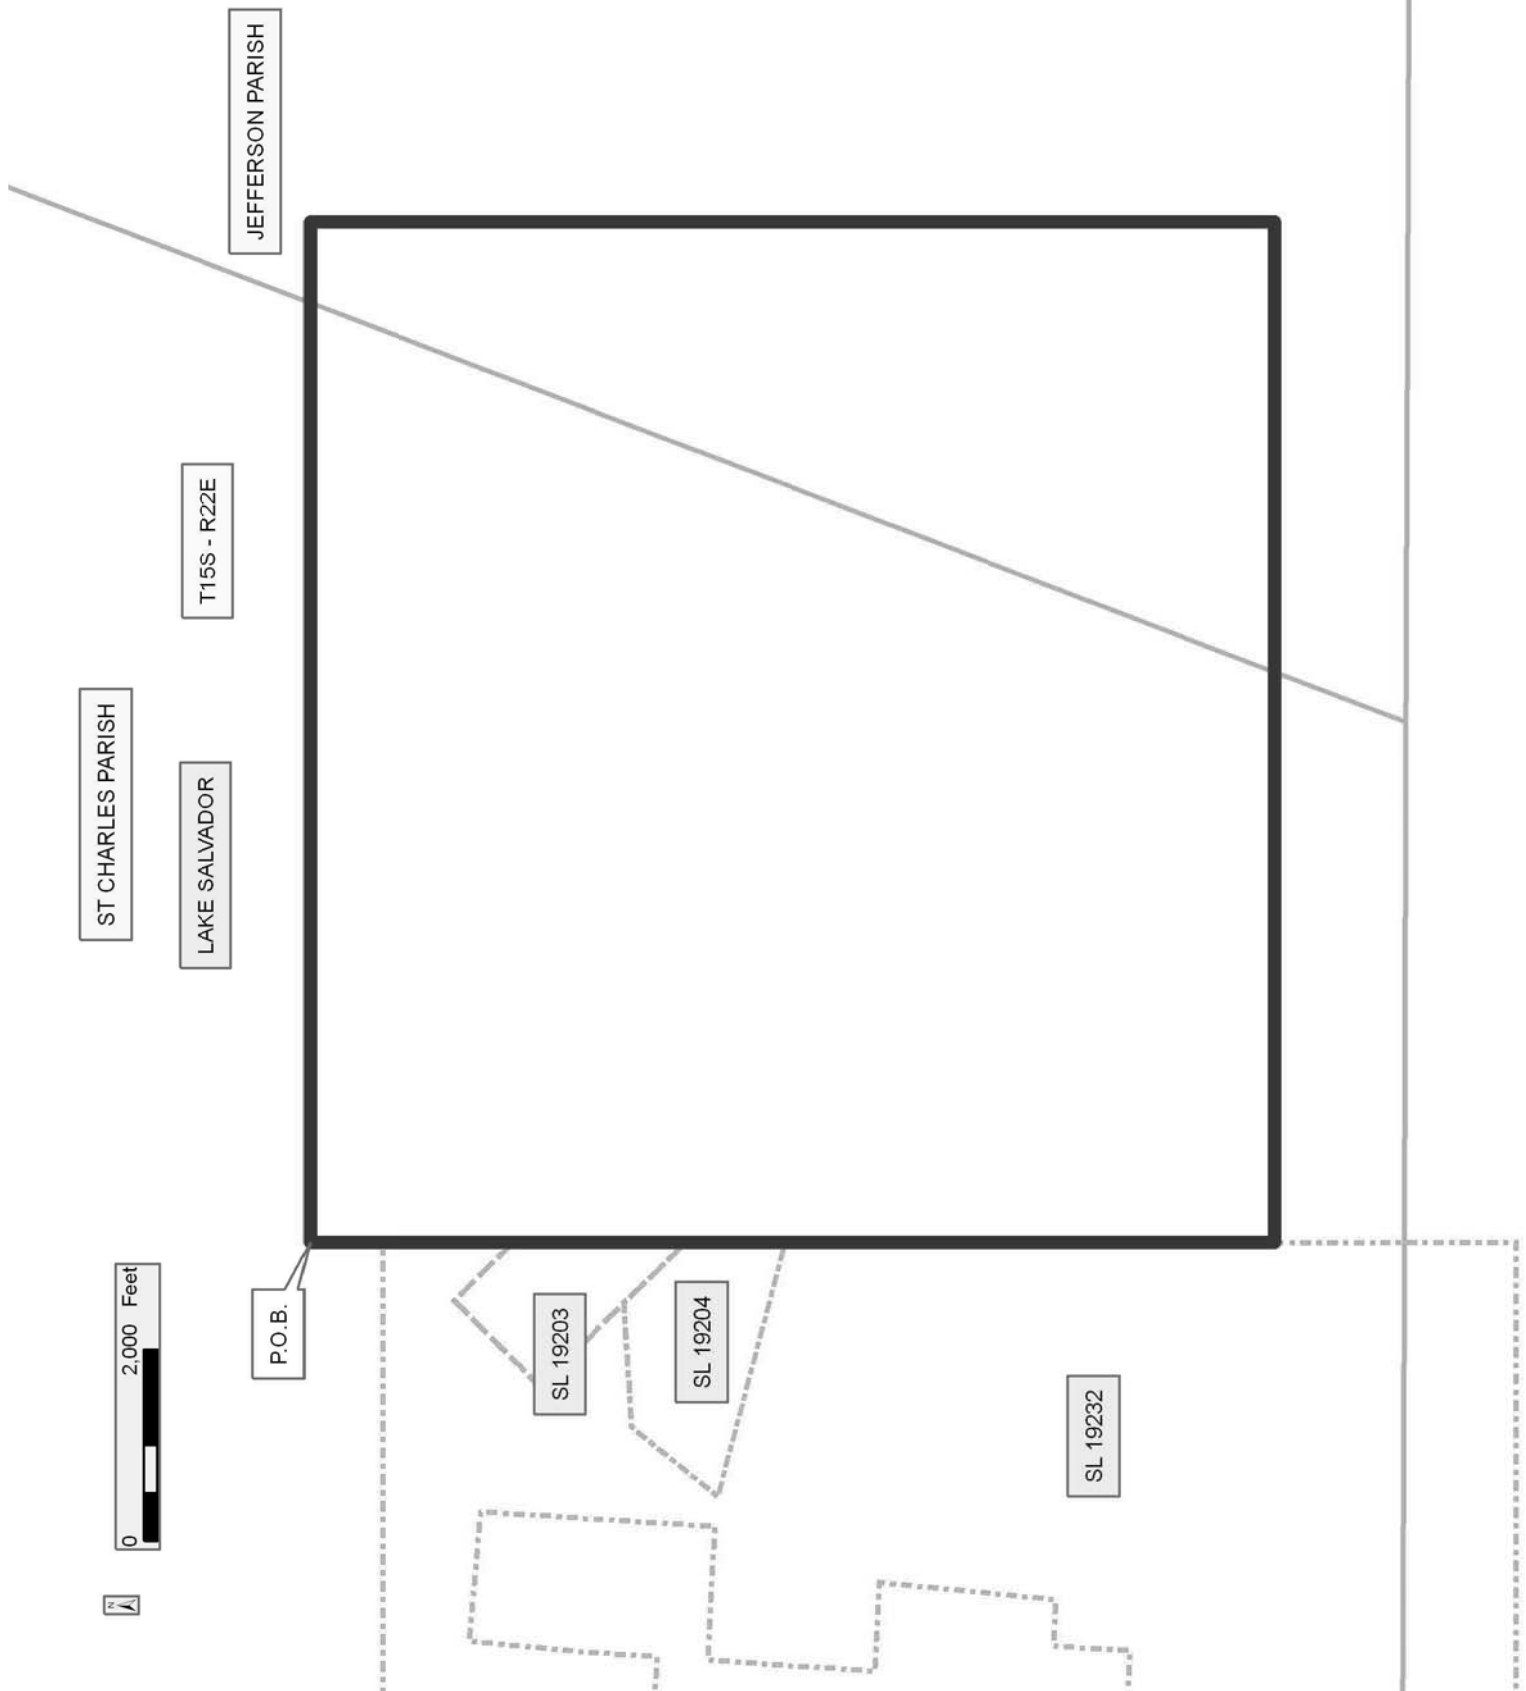 N
0 2,000 Feet
ST CHARLES PARISH
LAKE SALVADOR
T15S - R22E
JEFFERSON PARISH
P.O.B.
SL 19203
SL 19204
SL 19232